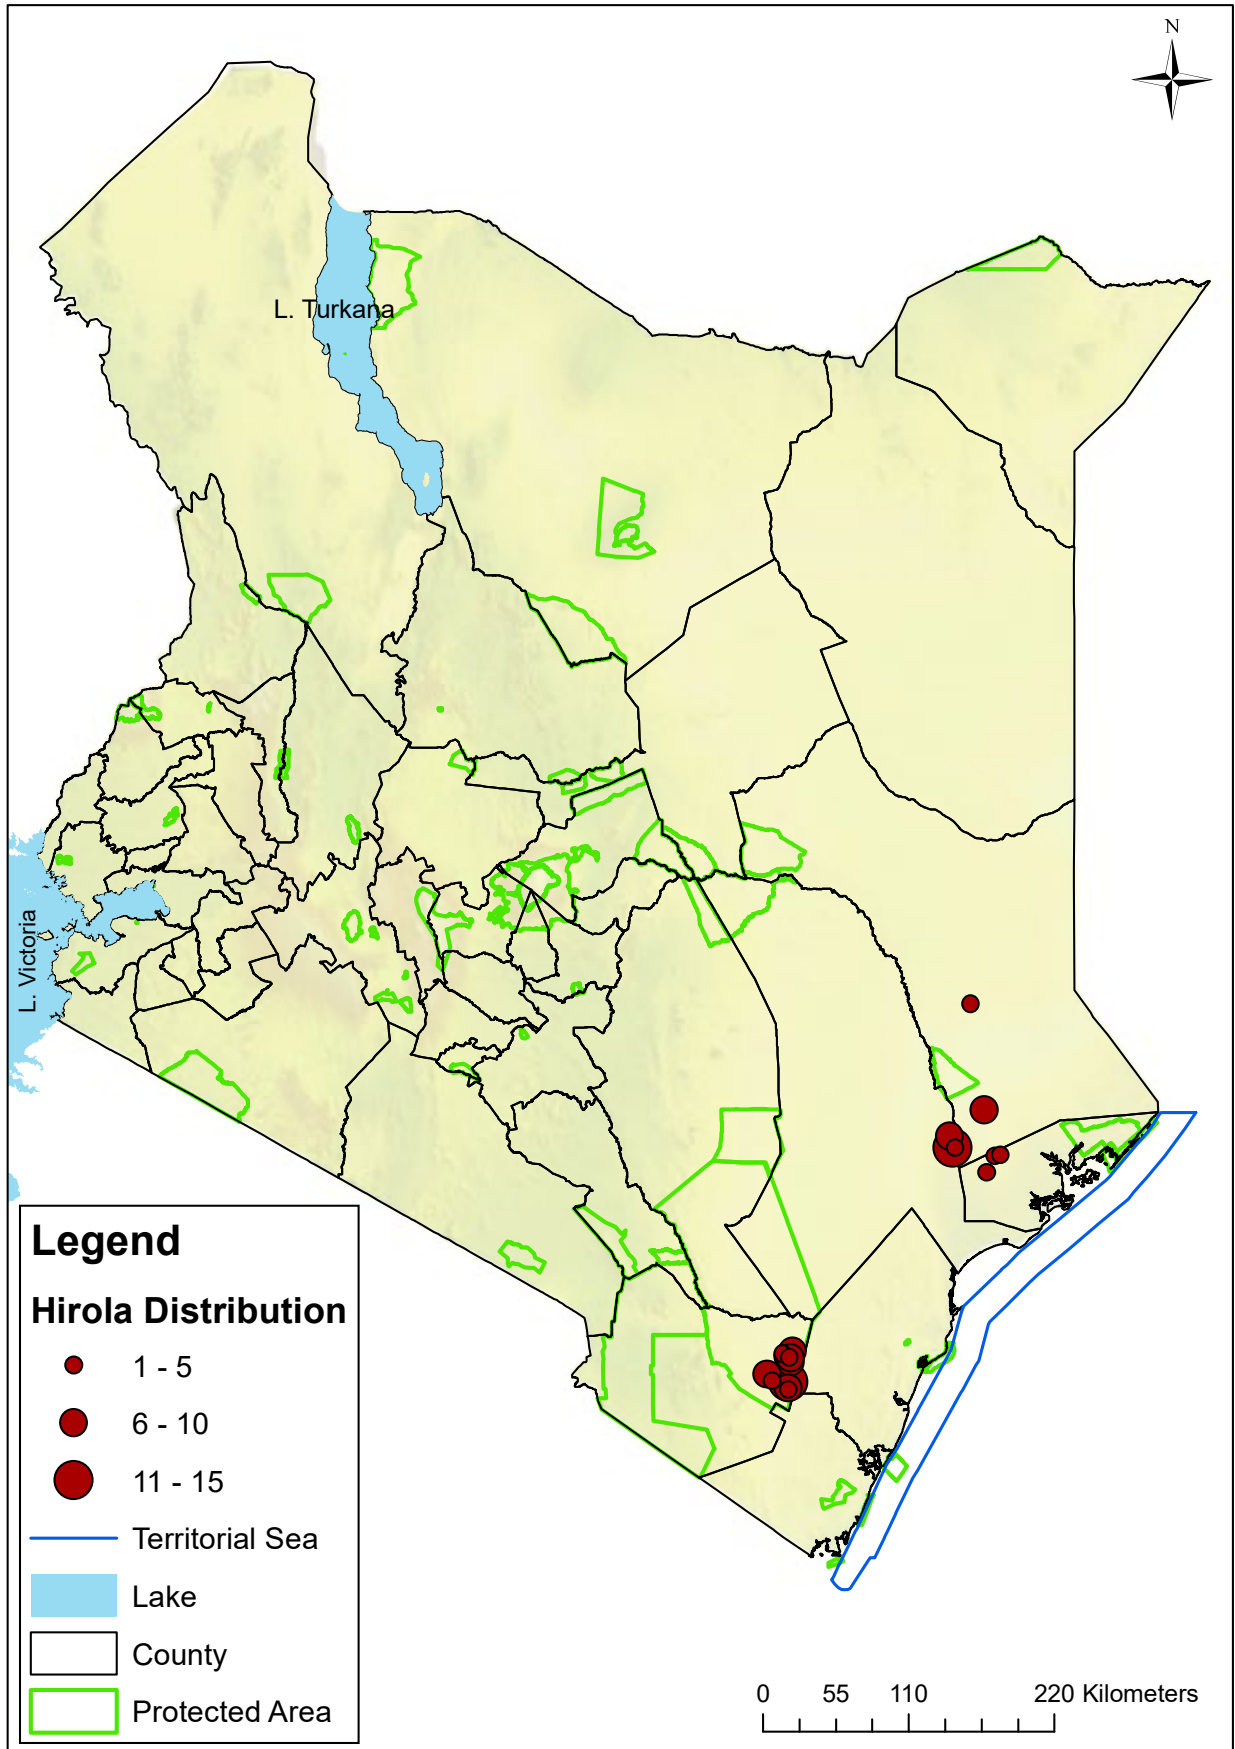 N
L. Turkana
L. Victoria
Legend
Hirola Distribution
1 - 5
6 - 10
11 - 15
Territorial Sea
Lake
County
Protected Area
0 55 110 220 Kilometers